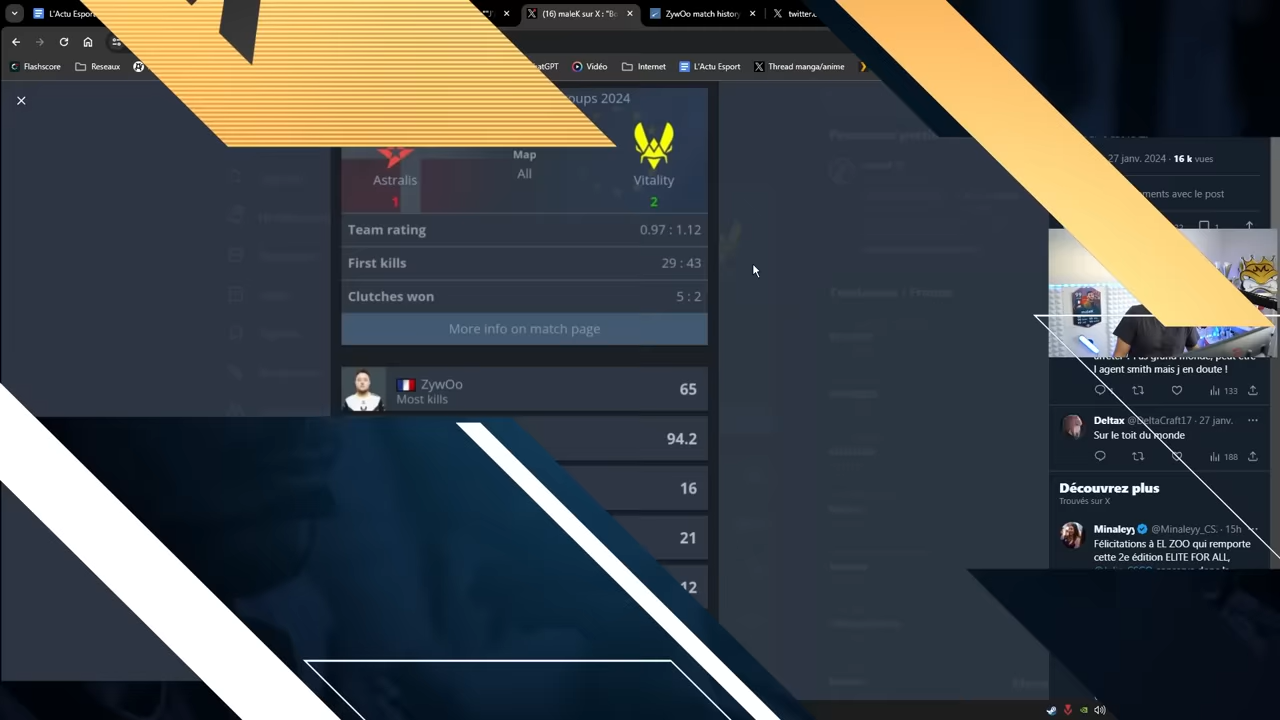 L'Actu Esport
(16) maleK sur X : "B
ZywOo match history
twitter.c
Flashscore
Reseaux
atGPT
Vidéo
Internet
L'Actu Esport
Thread manga/anime
oups 2024
Map
All
Astralis
1
Vitality
2
Team rating
0.97 : 1.12
First kills
29 : 43
Clutches won
5 : 2
More info on match page
ZywOo
Most kills
65
94.2
16
21
12
27 janv. 2024 · 16 k vues
ments avec le post
l agent smith mais j en doute !
133
Deltax @DeltaCraft17 · 27 janv.
Sur le toit du monde
188
Découvrez plus
Trouvés sur X
Minaleyy @Minaleyy_CS. · 15h
Félicitations à EL ZOO qui remporte
cette 2e édition ELITE FOR ALL,